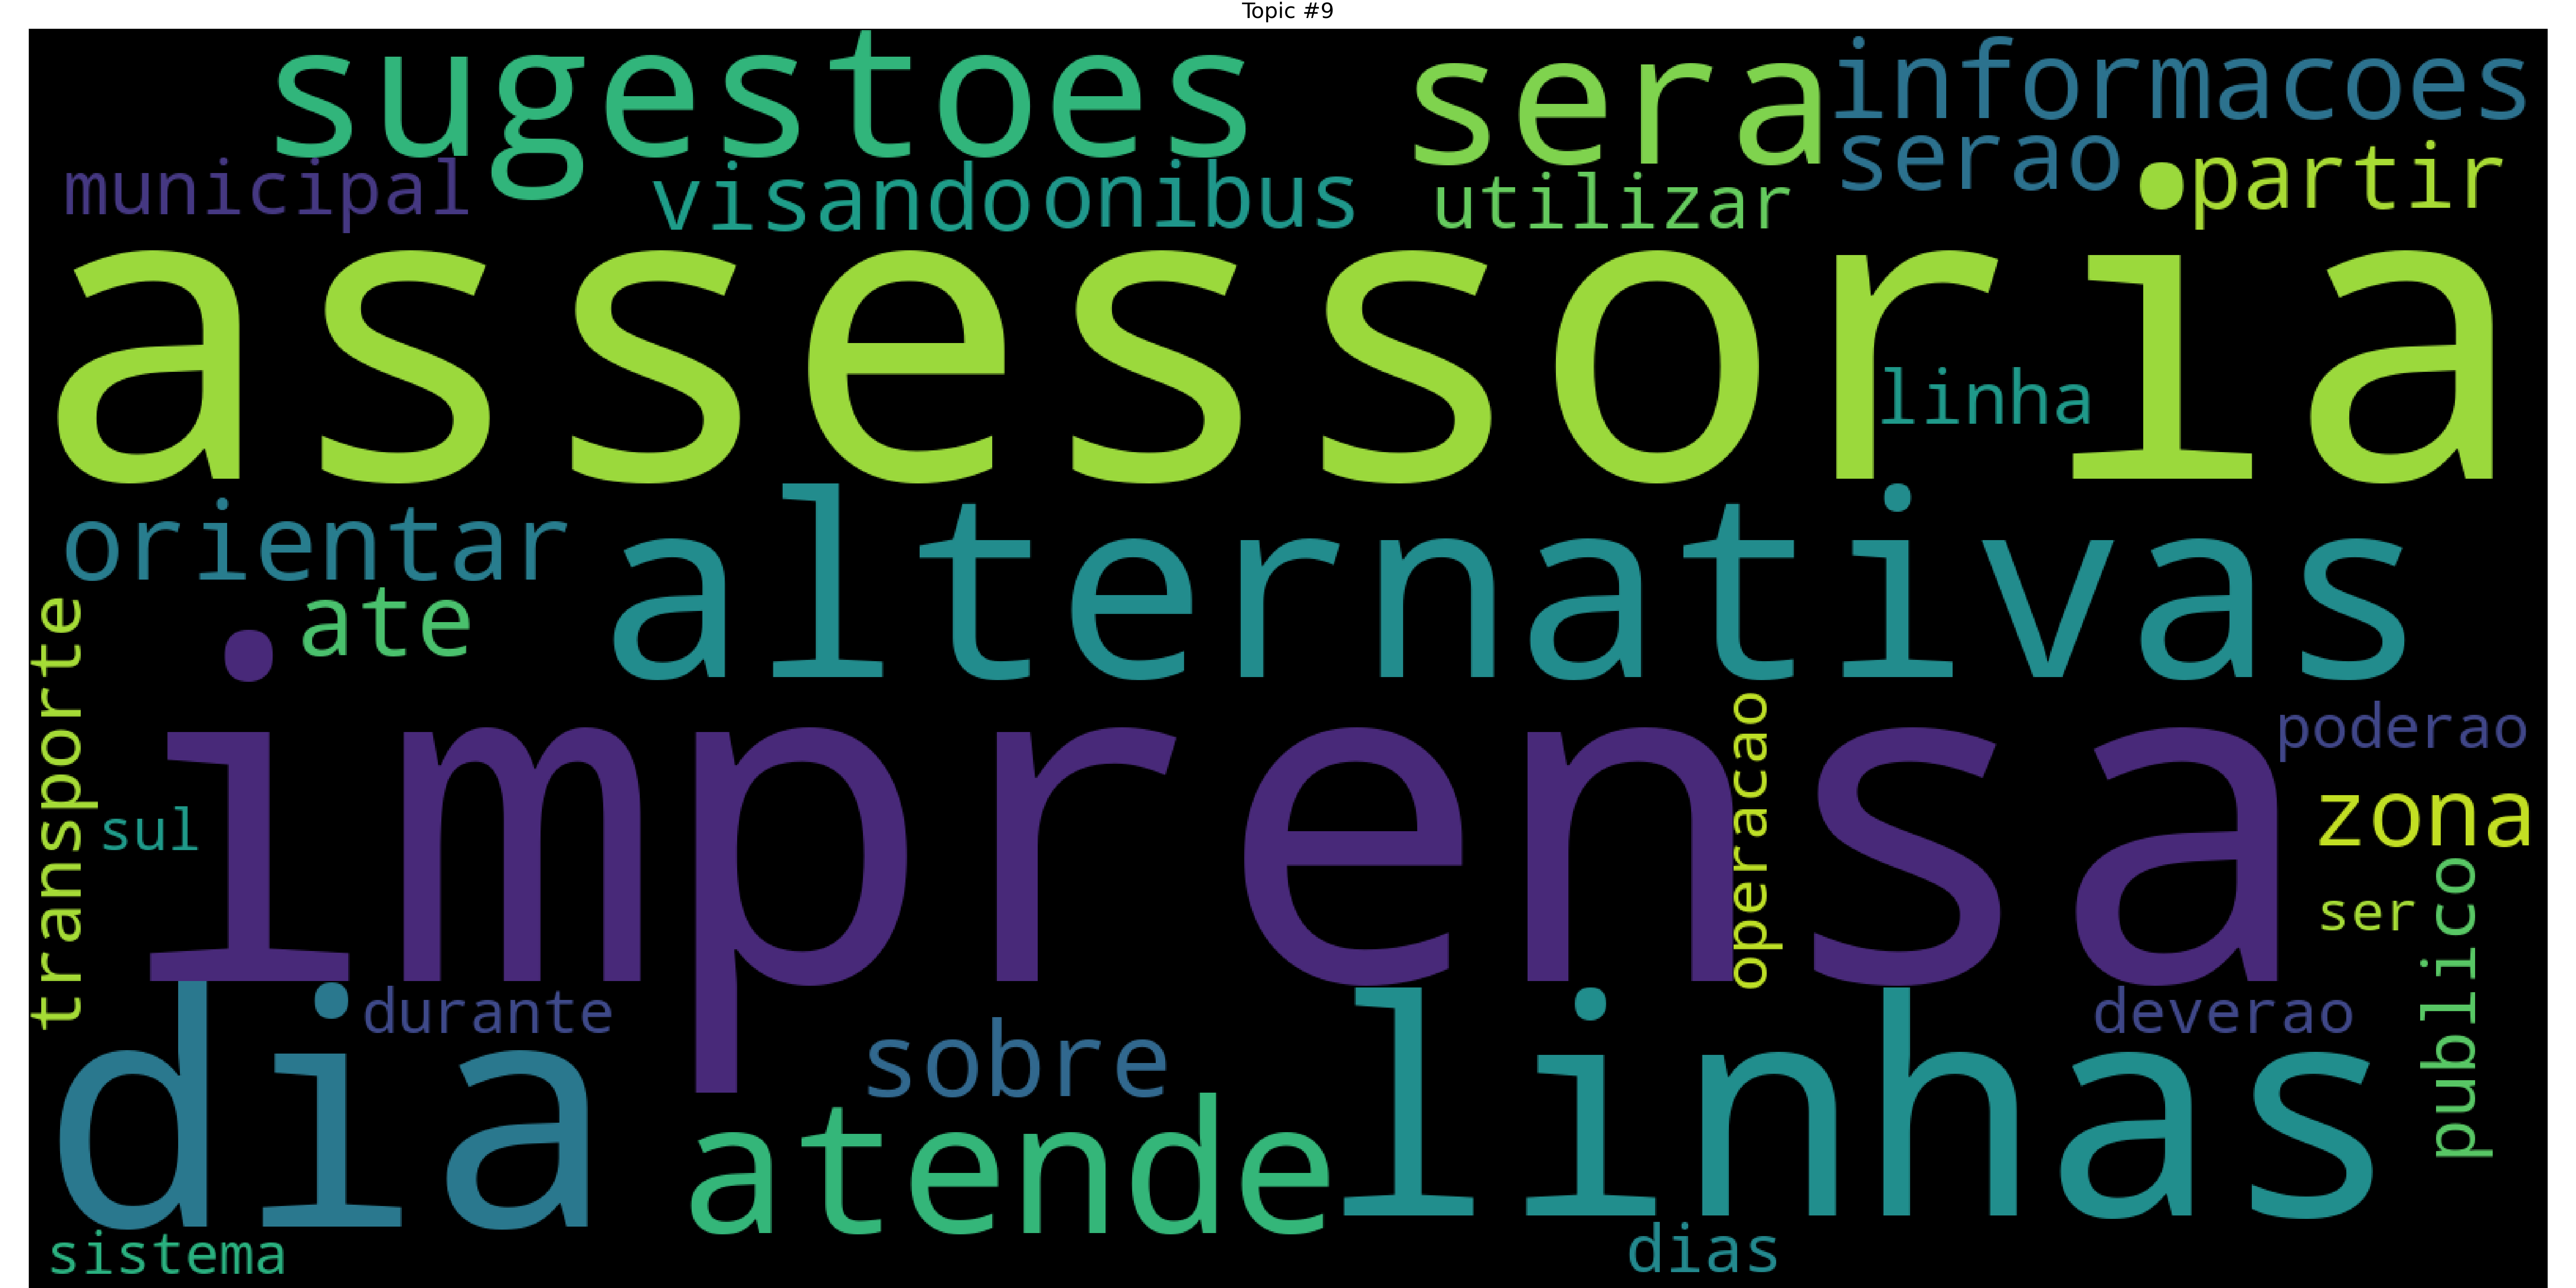 Topic #9
sugestoes
sera
informacoes
serao
partir
municipal
visando
onibus
utilizar
assessoria
linha
orientar
alternativas
ate
transporte
imprensa
operacao
poderao
sul
zona
ser
publico
durante
deverao
dia
sobre
linhas
atende
sistema
dias